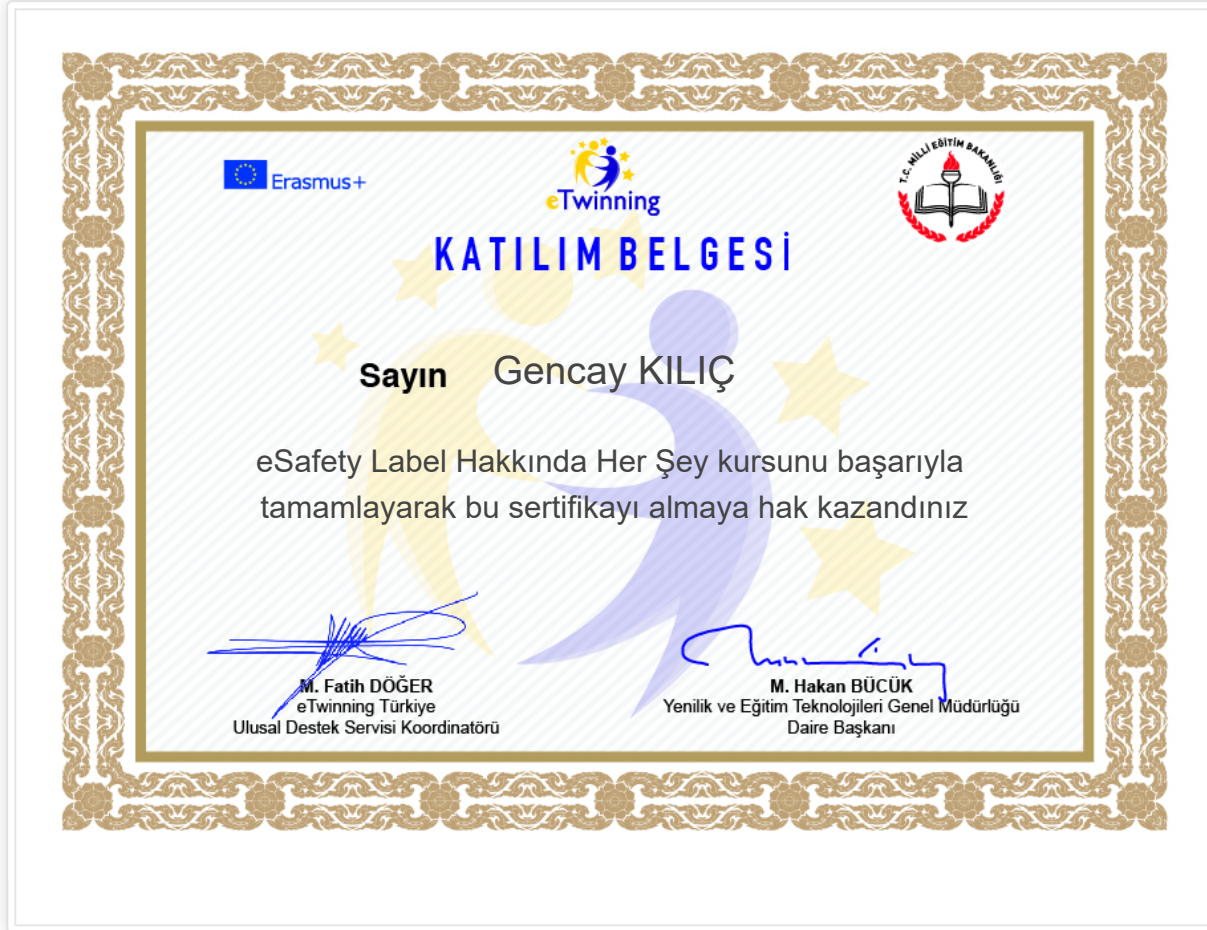 Erasmus+
eTwinning
T.C. MİLLİ EĞİTİM BAKANLIĞI
KATILIM BELGESİ
Sayın Gencay KILIÇ
eSafety Label Hakkında Her Şey kursunu başarıyla
tamamlayarak bu sertifikayı almaya hak kazandınız
M. Fatih DÖĞER
eTwinning Türkiye
Ulusal Destek Servisi Koordinatörü
M. Hakan BÜCÜK
Yenilik ve Eğitim Teknolojileri Genel Müdürlüğü
Daire Başkanı